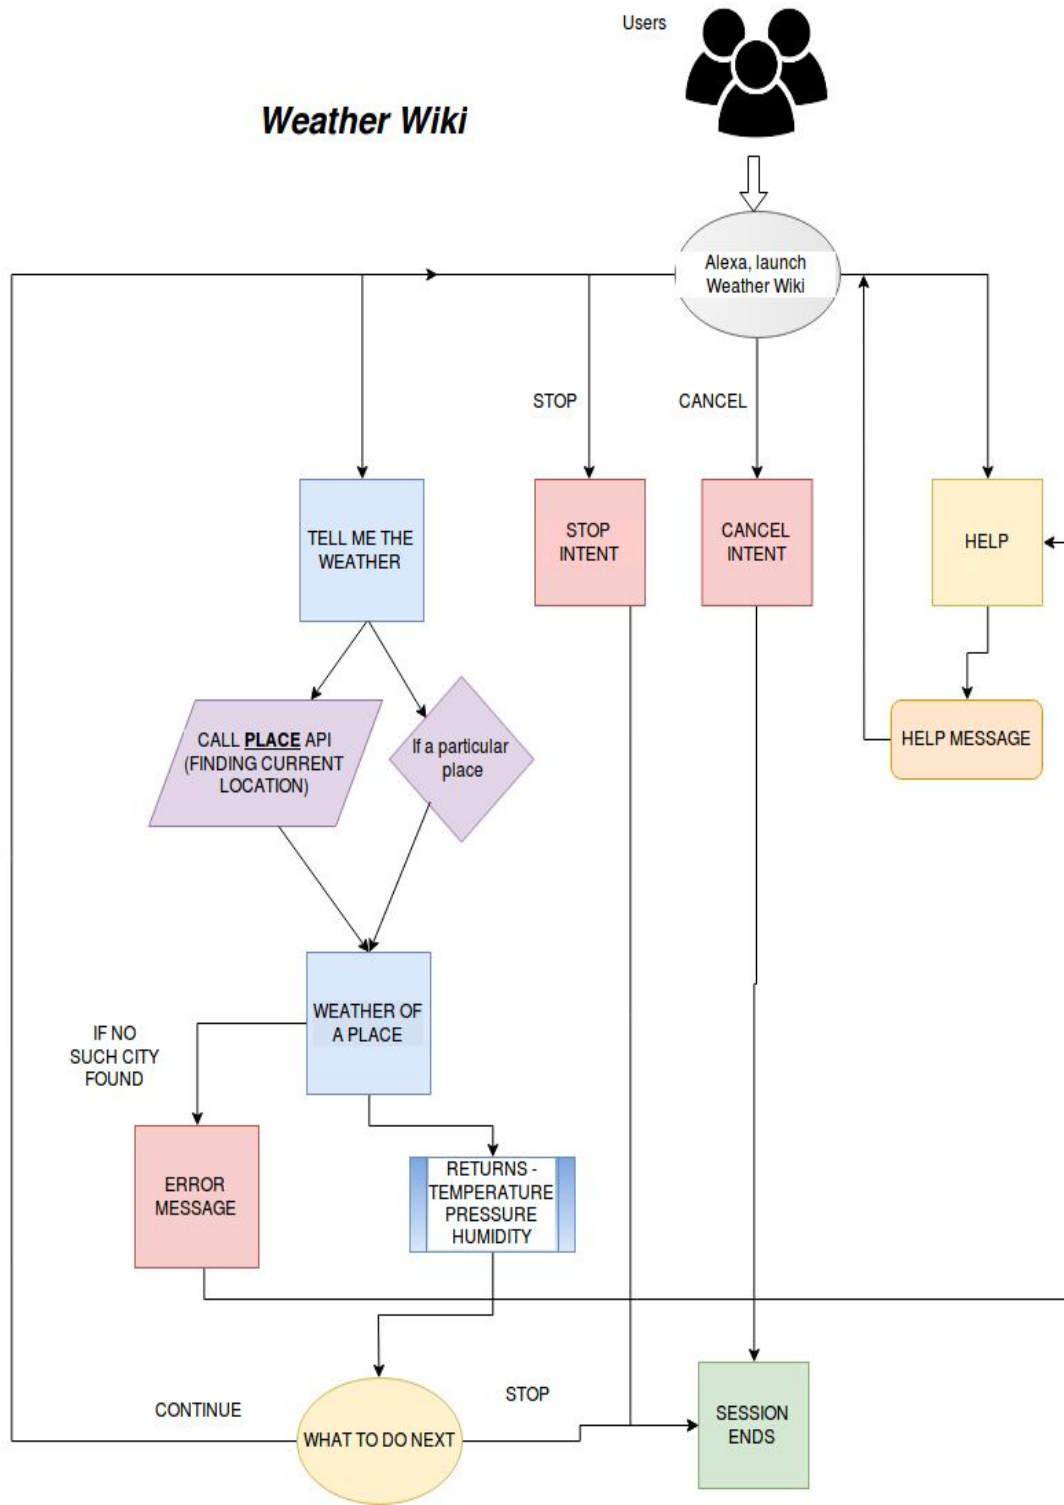 Users
Weather Wiki
Alexa, launch
Weather Wiki
STOP
CANCEL
TELL ME THE
WEATHER
STOP
INTENT
CANCEL
INTENT
HELP
CALL PLACE API
(FINDING CURRENT
LOCATION)
If a particular
place
HELP MESSAGE
WEATHER OF
A PLACE
IF NO
SUCH CITY
FOUND
ERROR
MESSAGE
RETURNS -
TEMPERATURE
PRESSURE
HUMIDITY
CONTINUE
STOP
WHAT TO DO NEXT
SESSION
ENDS